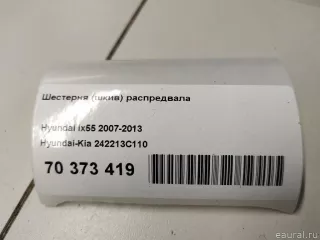 Шестерня (шкив) распредвала
Hyundai ix55 2007-2013
Hyundai-Kia 242213C110
70 373 419
© eaural.ru